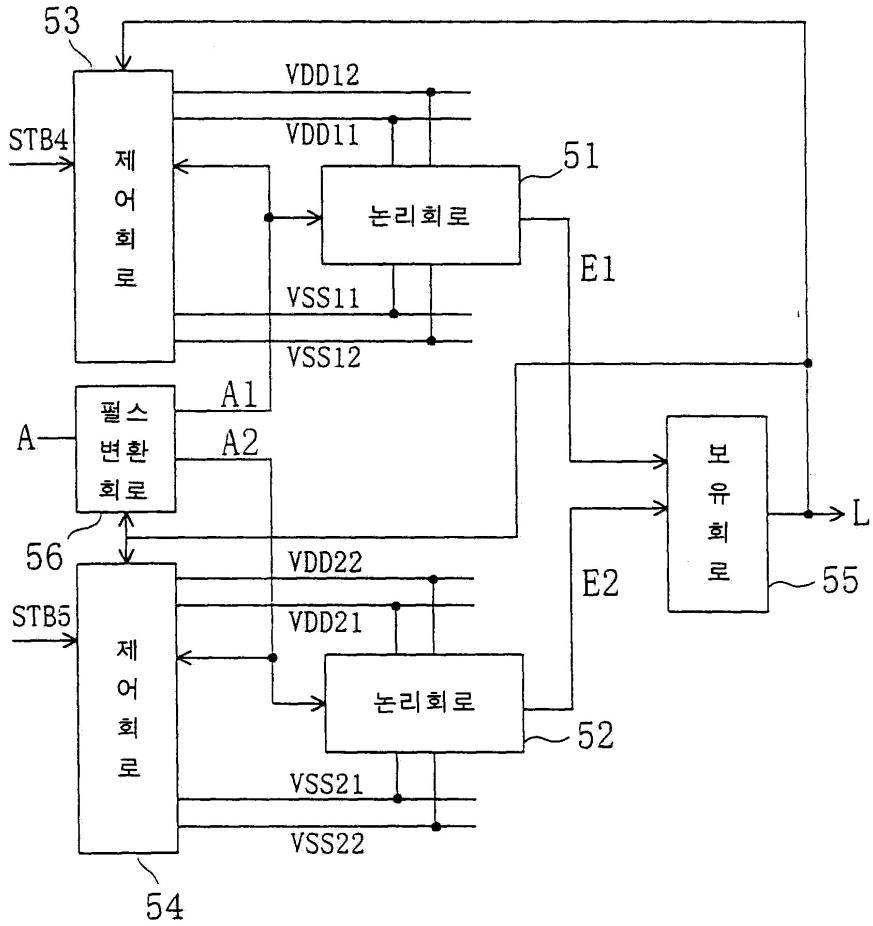 53
VDD12
VDD11
STB4
제어회로
논리회로
51
E1
VSS11
VSS12
A
펄스
변환
회로
A1
A2
56
보유회로
L
55
VDD22
VDD21
E2
STB5
제어회로
논리회로
52
VSS21
VSS22
54